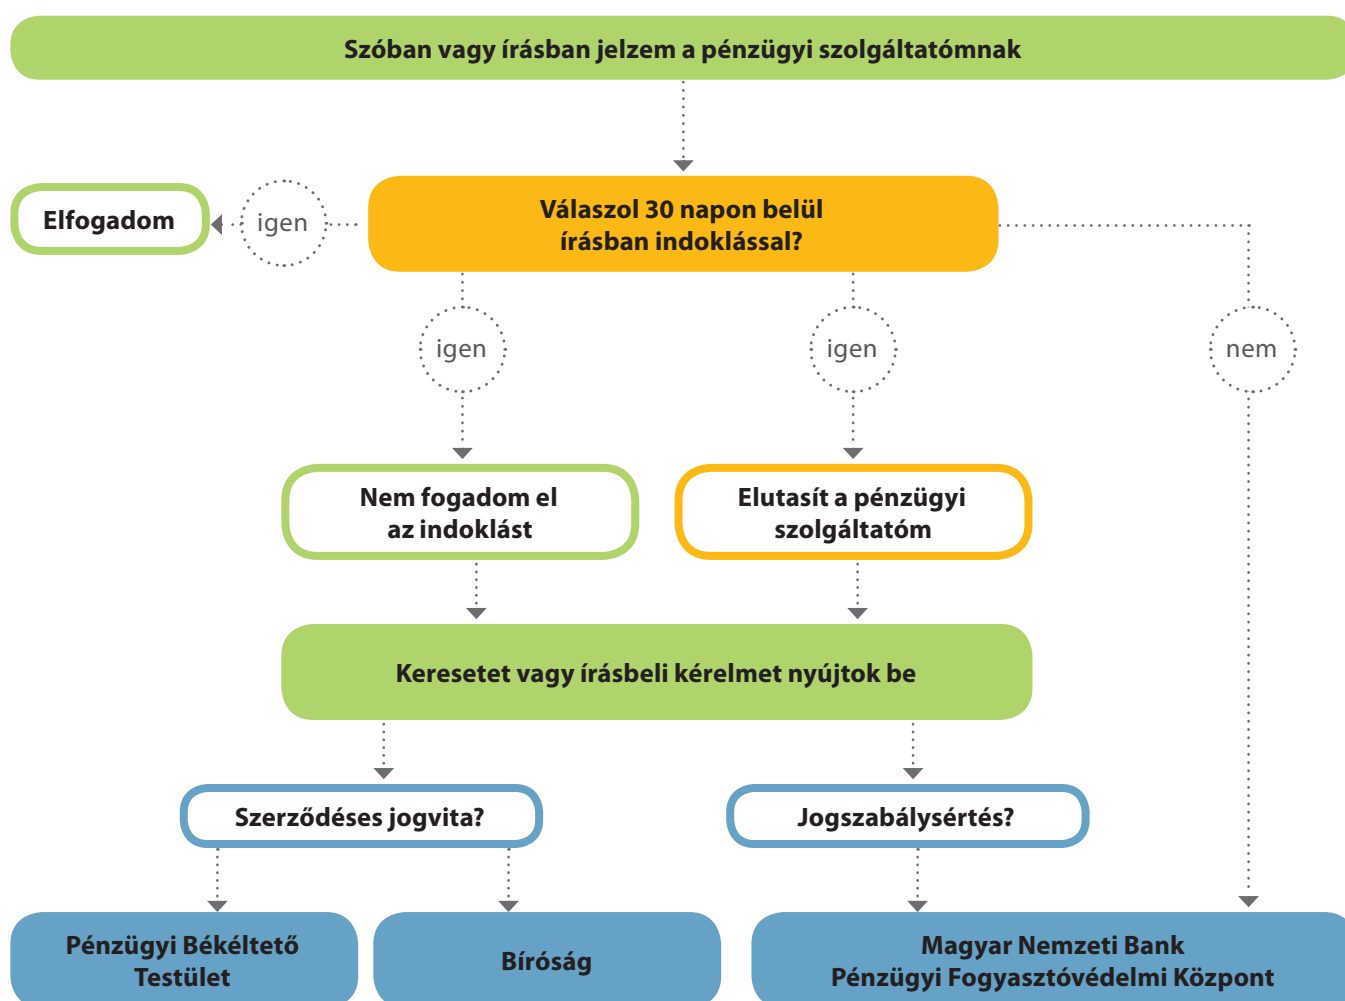 Szóban vagy írásban jelzem a pénzügyi szolgáltatómnak
Elfogadom
igen
Válaszol 30 napon belül
írásban indoklással?
igen
igen
nem
Nem fogadom el
az indoklást
Elutasít a pénzügyi
szolgáltatóm
Keresetet vagy írásbeli kérelmet nyújtok be
Szerződéses jogvita?
Jogszabálysértés?
Pénzügyi Békéltető
Testület
Bíróság
Magyar Nemzeti Bank
Pénzügyi Fogyasztóvédelmi Központ